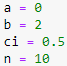 a = 0
b = 2
ci = 0.5
n = 10